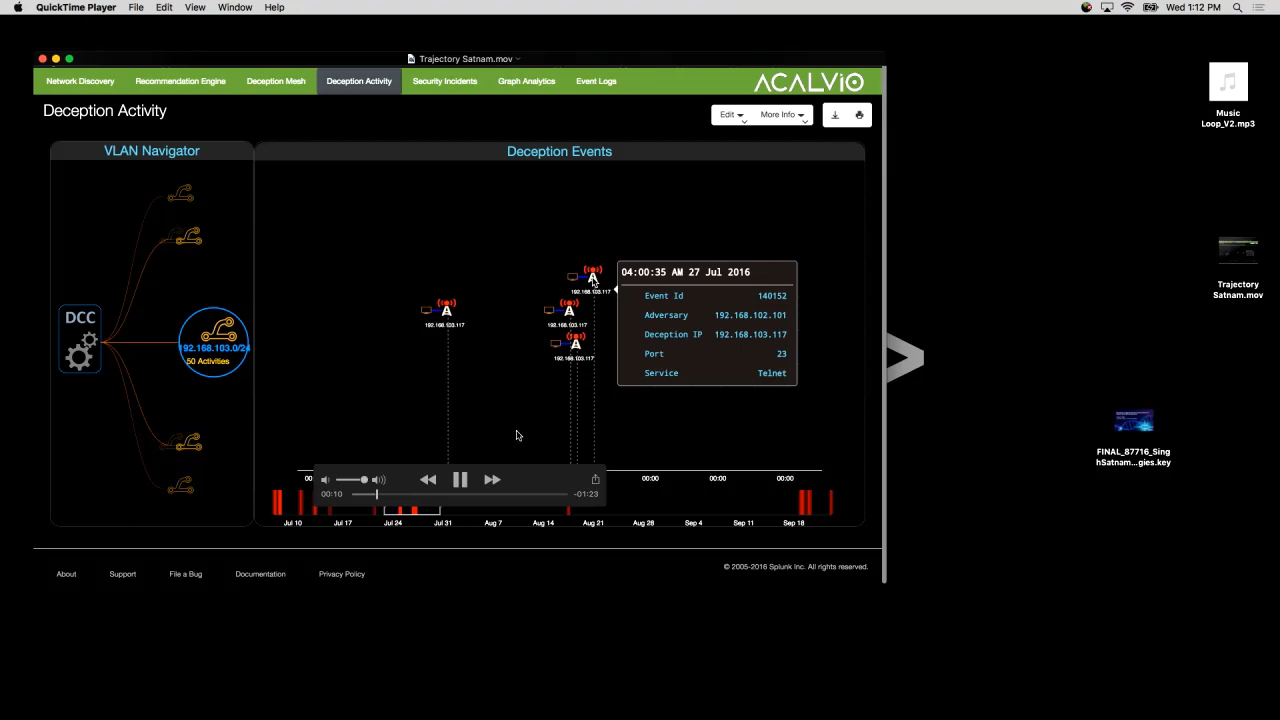 QuickTime Player File Edit View Window Help Wed 1:12 PM
Trajectory Satnam.mov
Network Discovery Recommendation Engine Deception Mesh Deception Activity Security Incidents Graph Analytics Event Logs ACALVIO
Deception Activity
Edit More Info
VLAN Navigator
DCC
192.168.103.0/24
50 Activities
Deception Events
192.168.103.117
192.168.103.117
192.168.103.117
192.168.103.117
04:00:35 AM 27 Jul 2016
Event Id 140152
Adversary 192.168.102.101
Deception IP 192.168.103.117
Port 23
Service Telnet
00:00 00:00 00:00
00:10 -01:23
Jul 10 Jul 17 Jul 24 Jul 31 Aug 7 Aug 14 Aug 21 Aug 28 Sep 4 Sep 11 Sep 18
About Support File a Bug Documentation Privacy Policy
© 2005-2016 Splunk Inc. All rights reserved.
Music
Loop_V2.mp3
Trajectory
Satnam.mov
FINAL_87716_Sing
hSatnam...gies.key